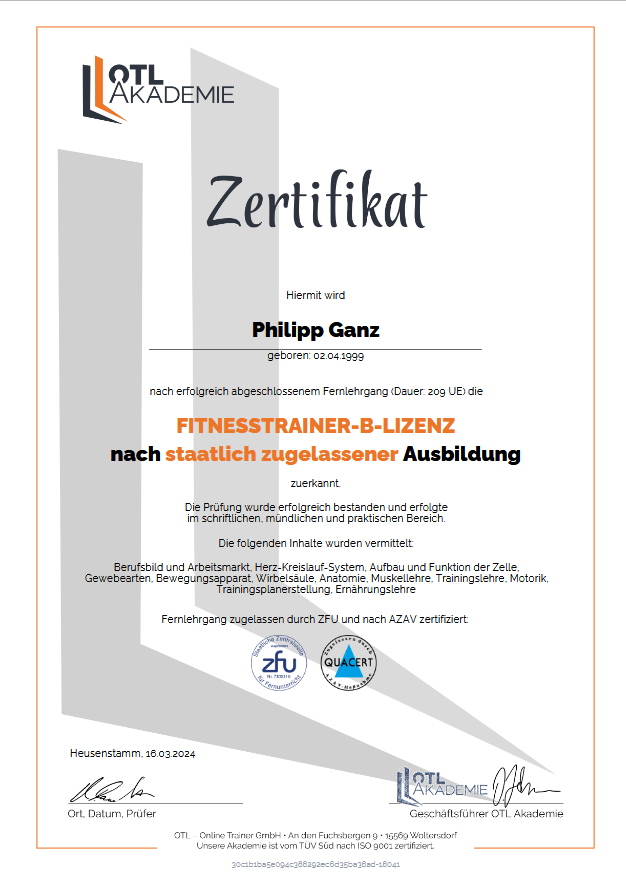 OTL
AKADEMIE
Zertifikat
Hiermit wird
Philipp Ganz
geboren: 02.04.1999
nach erfolgreich abgeschlossenem Fernlehrgang (Dauer: 209 UE) die
FITNESSTRAINER-B-LIZENZ
nach staatlich zugelassener Ausbildung
zuerkannt.
Die Prüfung wurde erfolgreich bestanden und erfolgte
im schriftlichen, mündlichen und praktischen Bereich.
Die folgenden Inhalte wurden vermittelt:
Berufsbild und Arbeitsmarkt, Herz-Kreislauf-System, Aufbau und Funktion der Zelle,
Gewebearten, Bewegungsapparat, Wirbelsäule, Anatomie, Muskellehre, Trainingslehre, Motorik,
Trainingsplanerstellung, Ernährungslehre
Fernlehrgang zugelassen durch ZFU und nach AZAV zertifiziert:
Staatliche Zentralstelle
zugelassen
zfu
für Fernunterricht
Zugelassen durch
QUACERT
Heusenstamm, 16.03.2024
OTL
AKADEMIE
Ort, Datum, Prüfer
Geschäftsführer OTL Akademie
OTL - Online Trainer GmbH • An den Fuchsbergen 9 • 15569 Woltersdorf
Unsere Akademie ist vom TÜV Süd nach ISO 9001 zertifiziert.
30c1b1ba5e094c388292ec6d35ba38ad-18041